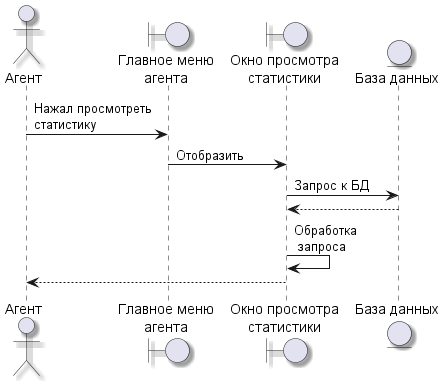 Агент
Главное меню
агента
Окно просмотра
статистики
База данных
Нажал просмотреть
статистику
Отобразить
Запрос к БД
Обработка
запроса
Агент
Главное меню
агента
Окно просмотра
статистики
База данных